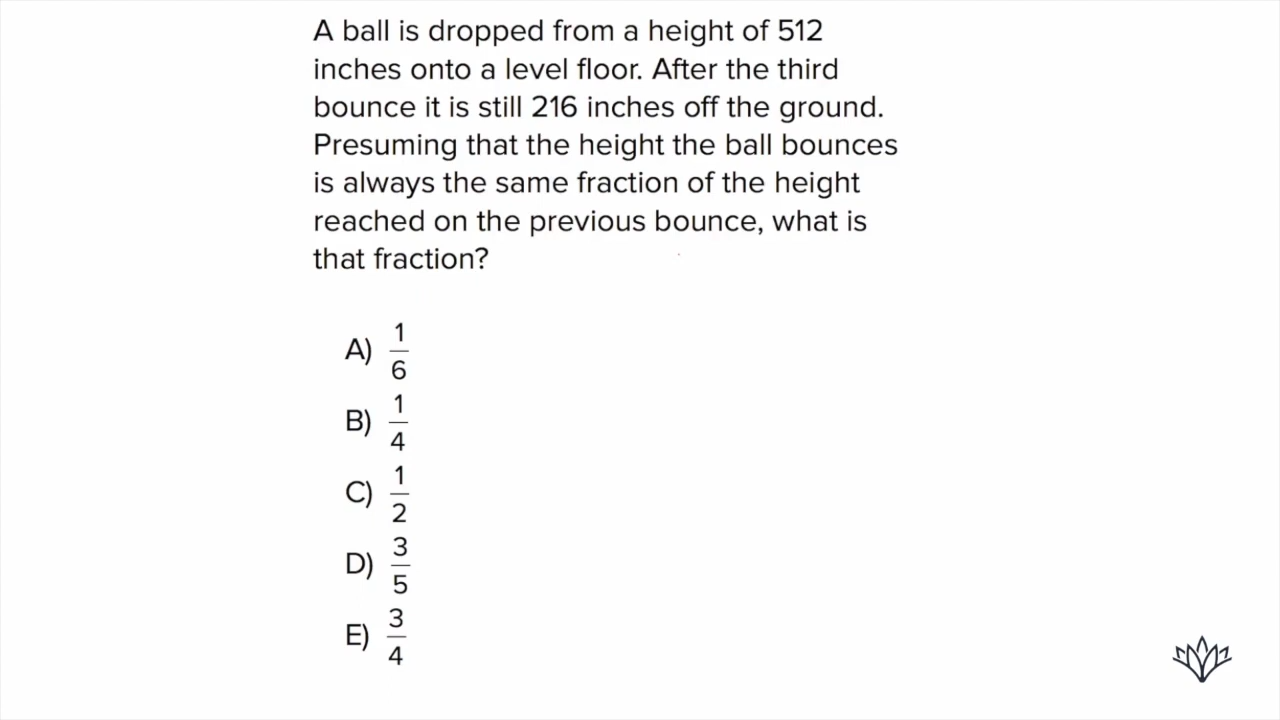 A ball is dropped from a height of 512
inches onto a level floor. After the third
bounce it is still 216 inches off the ground.
Presuming that the height the ball bounces
is always the same fraction of the height
reached on the previous bounce, what is
that fraction?
A) 1/6
B) 1/4
C) 1/2
D) 3/5
E) 3/4